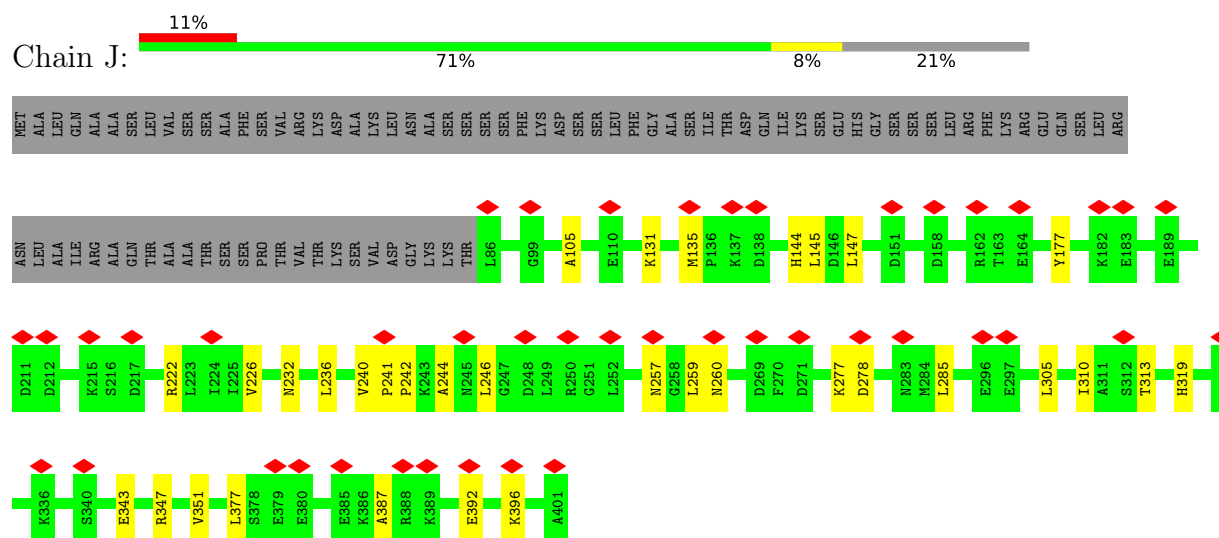 11%
Chain J:
71% 8% 21%
MET ALA LEU GLN ALA ALA SER LEU VAL SER SER ALA PHE SER VAL ARG LYS ASP ALA LYS LEU ASN ALA SER SER SER SER PHE LYS ASP SER SER LEU PHE GLY ALA SER ILE THR ASP GLN ILE LYS SER GLU HIS GLY SER SER SER LEU ARG PHE LYS ARG GLU GLN SER LEU ARG
ASN LEU ALA ILE ARG ALA GLN THR ALA ALA THR SER SER PRO THR VAL THR LYS SER VAL ASP GLY LYS LYS THR L86 G99 A105 E110 K131 M135 P136 K137 D138 H144 L145 D146 L147 D151 D158 R162 T163 E164 Y177 K182 E183 E189
D211 D212 K215 S216 D217 R222 L223 I224 I225 V226 N232 L236 V240 P241 P242 K243 A244 N245 L246 G247 D248 L249 R250 G251 L252 N257 G258 L259 N260 D269 F270 D271 K277 D278 N283 M284 L285 E296 E297 L305 I310 A311 S312 T313 H319
K336 S340 E343 R347 V351 L377 S378 E379 E380 E385 K386 A387 R388 K389 E392 K396 A401